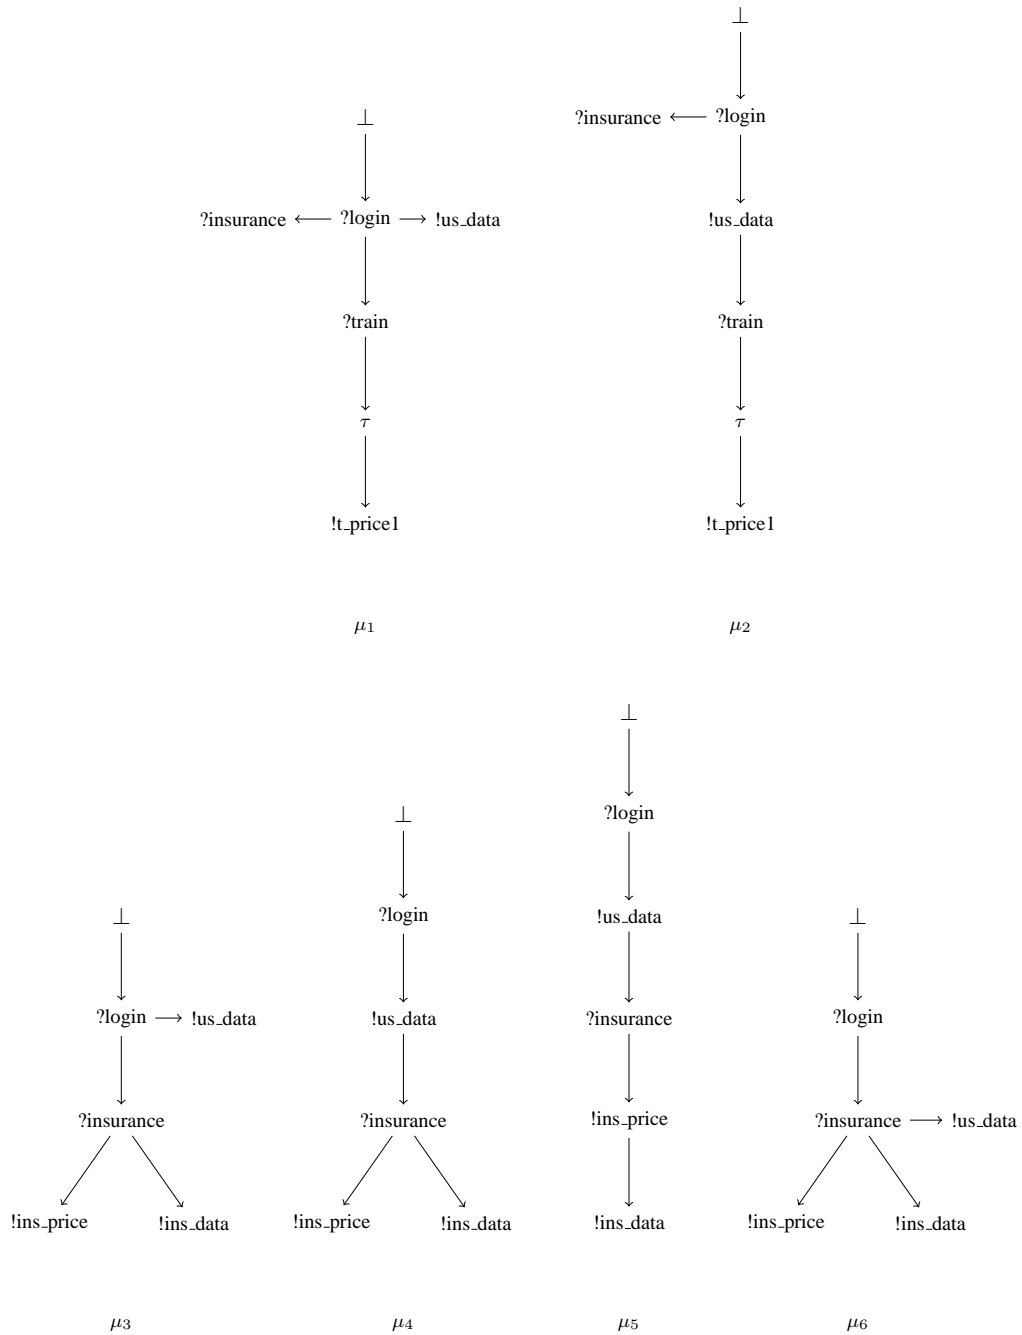 ⊥
⊥
?insurance ?login
?insurance ?login !us_data
!us_data
?train
?train
τ
τ
!t_price1
!t_price1
μ1
μ2
⊥
⊥
?login
⊥
?login
!us_data
⊥
?login !us_data
!us_data
?insurance
?login
?insurance
?insurance
!ins_price
?insurance !us_data
!ins_price
!ins_data
!ins_price
!ins_data
!ins_data
!ins_price
!ins_data
μ3
μ4
μ5
μ6